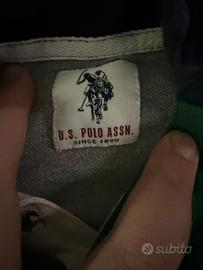 U.S. POLO ASSN.
SINCE 1890
subito